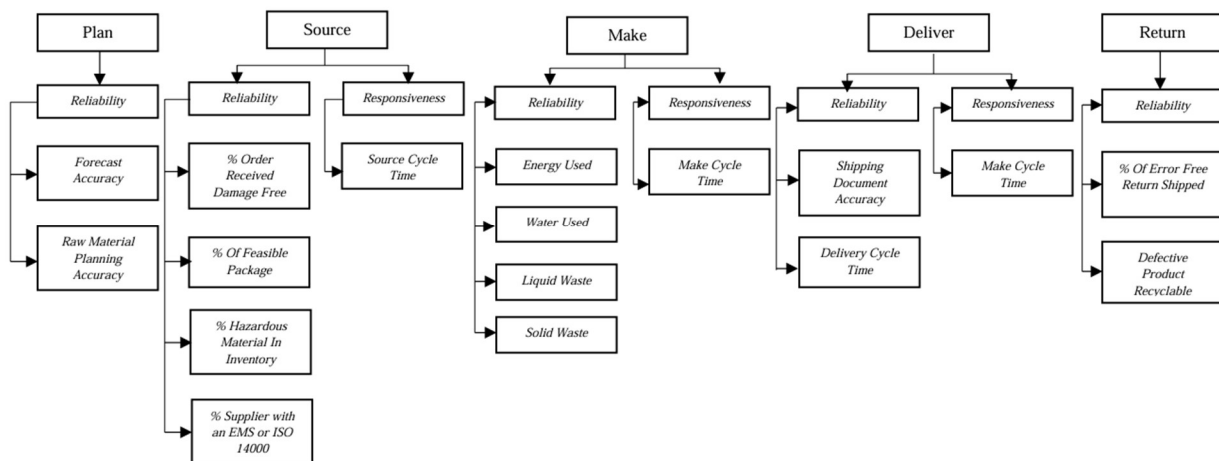 Plan
Source
Make
Deliver
Return
Reliability
Reliability
Responsiveness
Reliability
Responsiveness
Reliability
Responsiveness
Reliability
Forecast
Accuracy
Raw Material
Planning
Accuracy
% Order
Received
Damage Free
% Of Feasible
Package
% Hazardous
Material In
Inventory
% Supplier with
an EMS or ISO
14000
Source Cycle
Time
Energy Used
Water Used
Liquid Waste
Solid Waste
Make Cycle
Time
Shipping
Document
Accuracy
Delivery Cycle
Time
Make Cycle
Time
% Of Error Free
Return Shipped
Defective
Product
Recyclable